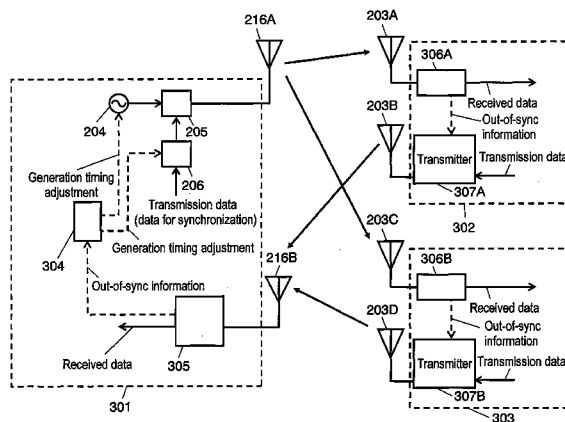 216A
203A
306A
Received data
Out-of-sync
information
203B
204
205
Transmitter
Transmission data
307A
302
Generation timing
adjustment
206
Transmission data
(data for synchronization)
Generation timing adjustment
304
203C
306B
Received data
Out-of-sync
information
Out-of-sync information
216B
203D
Transmitter
Transmission data
307B
303
Received data
305
301